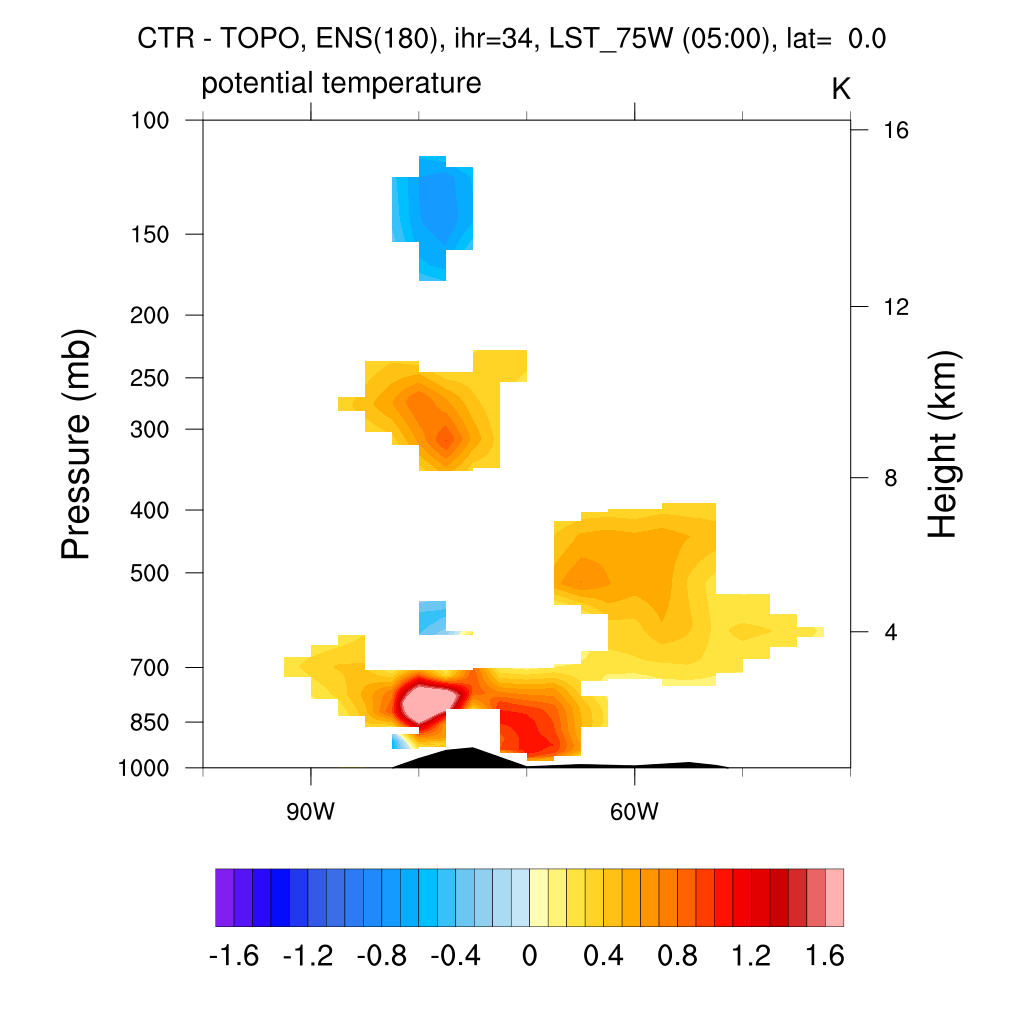 CTR - TOPO, ENS(180), ihr=34, LST_75W (05:00), lat=  0.0
potential temperature K
100
150
200
250
300
400
500
700
850
1000
Pressure (mb)
16
12
8
4
Height (km)
90W 60W
-1.6 -1.2 -0.8 -0.4 0 0.4 0.8 1.2 1.6